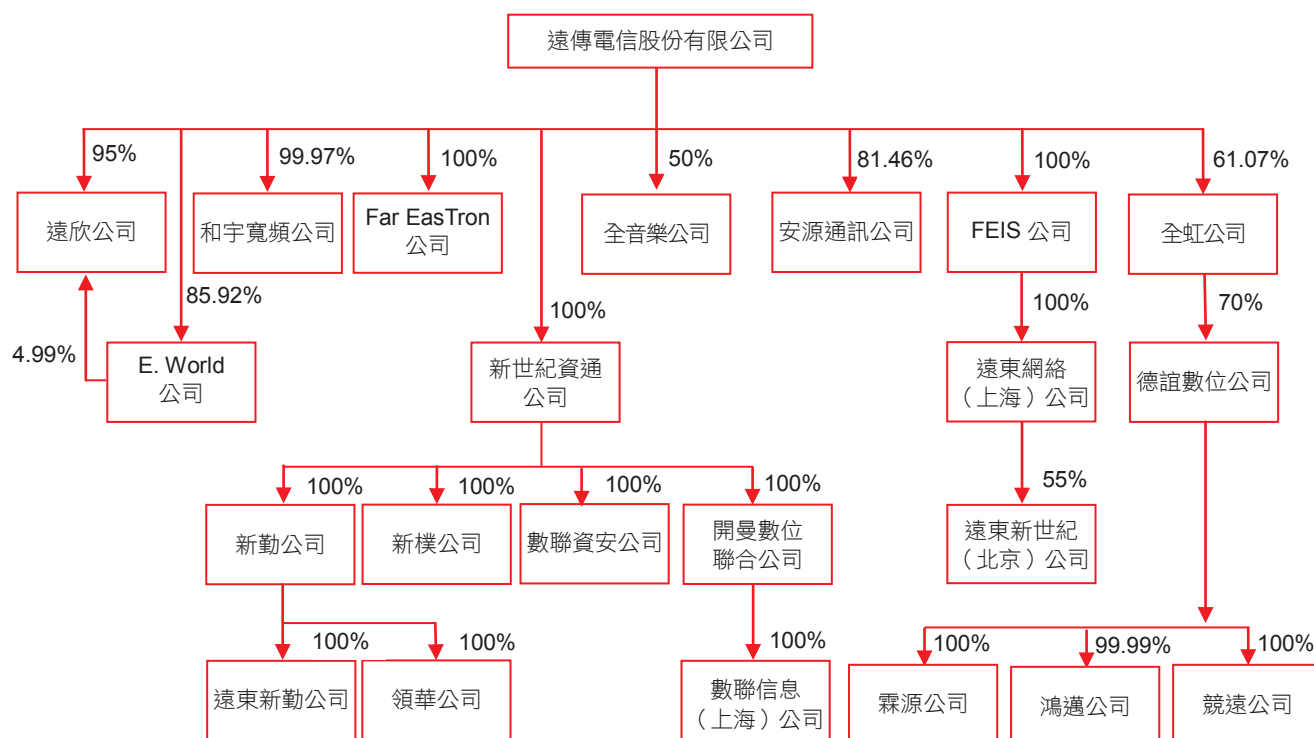 遠傳電信股份有限公司
95%
99.97%
100%
50%
81.46%
100%
61.07%
遠欣公司
和宇寬頻公司
Far EasTron
公司
全音樂公司
安源通訊公司
FEIS 公司
全虹公司
85.92%
100%
100%
70%
4.99%
E. World
公司
新世紀資通
公司
遠東網絡
（上海）公司
德誼數位公司
100%
100%
100%
100%
55%
新勤公司
新樸公司
數聯資安公司
開曼數位
聯合公司
遠東新世紀
（北京）公司
100%
100%
100%
100%
99.99%
100%
遠東新勤公司
領華公司
數聯信息
（上海）公司
霖源公司
鴻邁公司
競遠公司